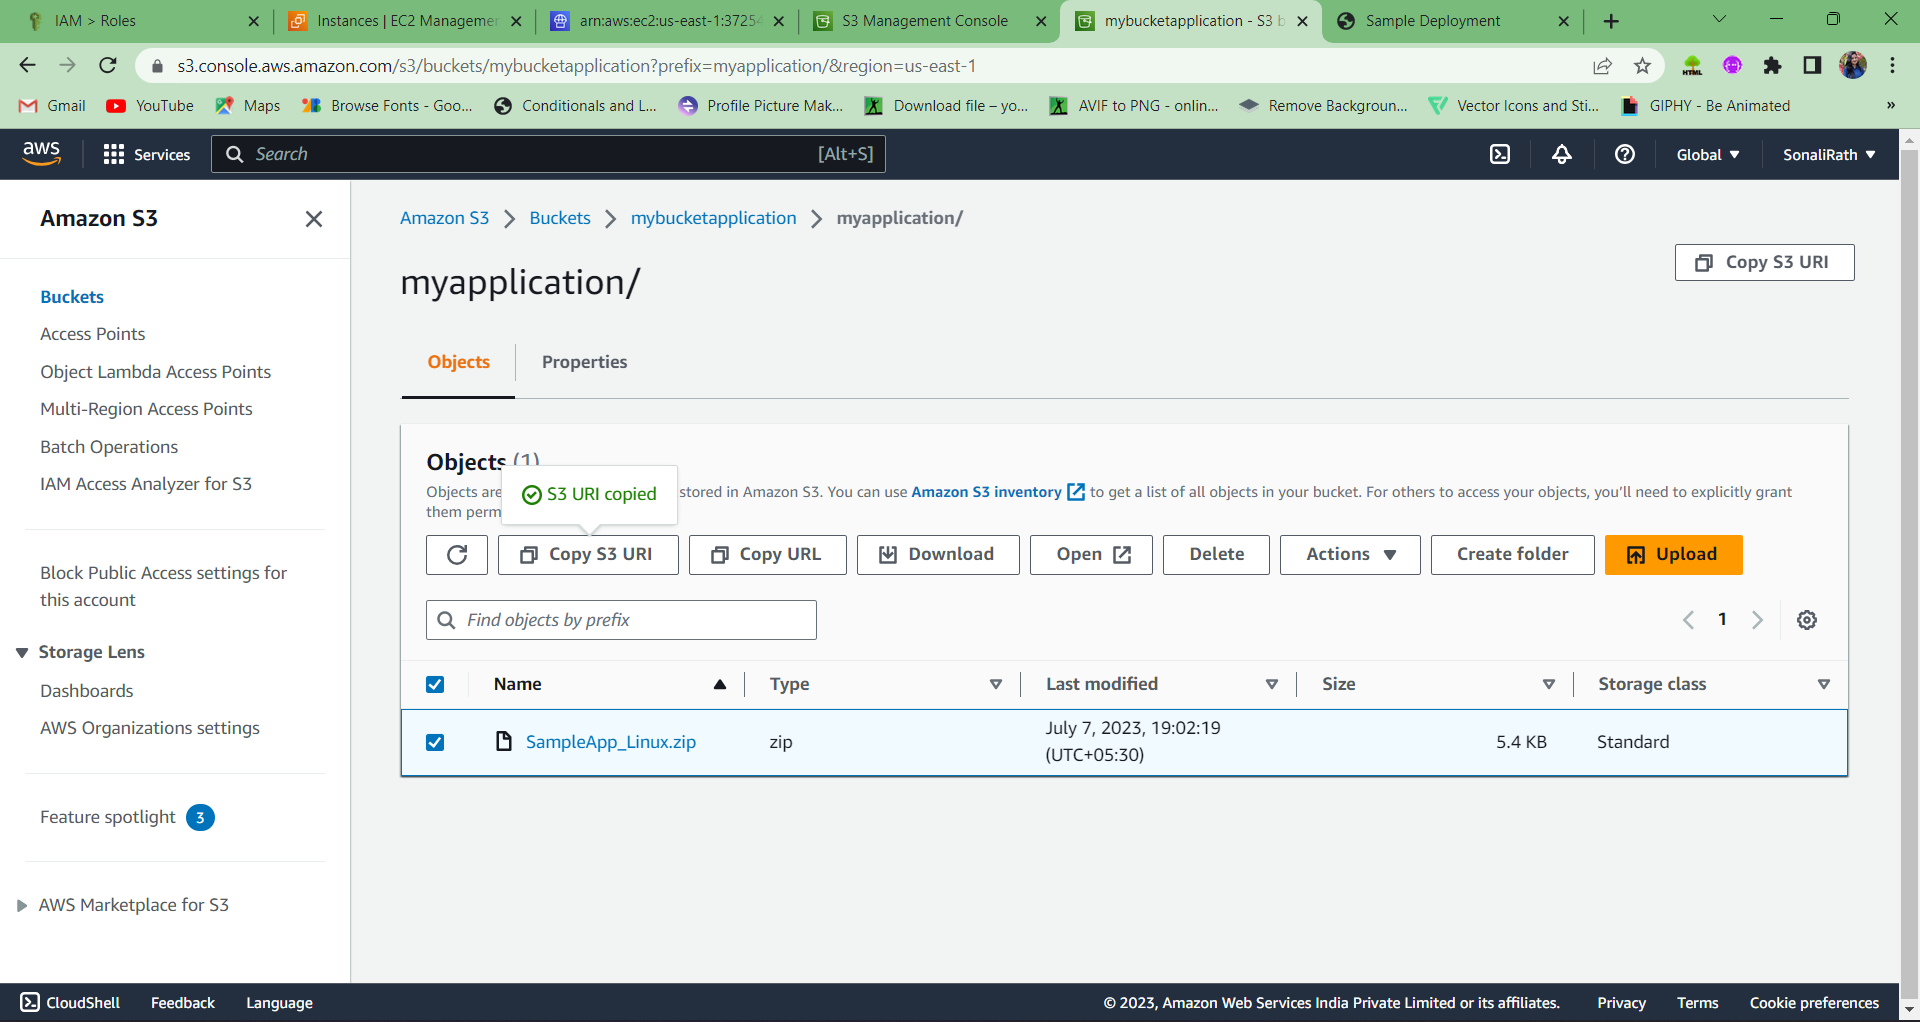 IAM > Roles
Instances | EC2 Managemen
arn:aws:ec2:us-east-1:37254
S3 Management Console
mybucketapplication - S3 b
Sample Deployment
s3.console.aws.amazon.com/s3/buckets/mybucketapplication?prefix=myapplication/&region=us-east-1
HTML
Gmail
YouTube
Maps
Browse Fonts - Goo...
Conditionals and L...
Profile Picture Mak...
Download file – yo...
AVIF to PNG - onlin...
Remove Backgroun...
Vector Icons and Sti...
GIPHY - Be Animated
»
aws
Services
Search
[Alt+S]
Global
SonaliRath
Amazon S3
Buckets
Access Points
Object Lambda Access Points
Multi-Region Access Points
Batch Operations
IAM Access Analyzer for S3
Block Public Access settings for
this account
Storage Lens
Dashboards
AWS Organizations settings
Feature spotlight 3
AWS Marketplace for S3
Amazon S3 > Buckets > mybucketapplication > myapplication/
Copy S3 URI
myapplication/
Objects
Properties
Objects (1)
Objects are
S3 URI copied
stored in Amazon S3. You can use Amazon S3 inventory to get a list of all objects in your bucket. For others to access your objects, you'll need to explicitly grant
them perm
Copy S3 URI
Copy URL
Download
Open
Delete
Actions
Create folder
Upload
Find objects by prefix
1
Name
Type
Last modified
Size
Storage class
SampleApp_Linux.zip
zip
July 7, 2023, 19:02:19
(UTC+05:30)
5.4 KB
Standard
CloudShell
Feedback
Language
© 2023, Amazon Web Services India Private Limited or its affiliates.
Privacy
Terms
Cookie preferences